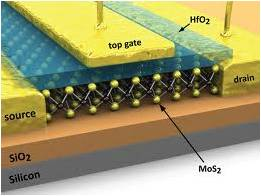 HfO2
top gate
drain
source
SiO2
MoS2
Silicon